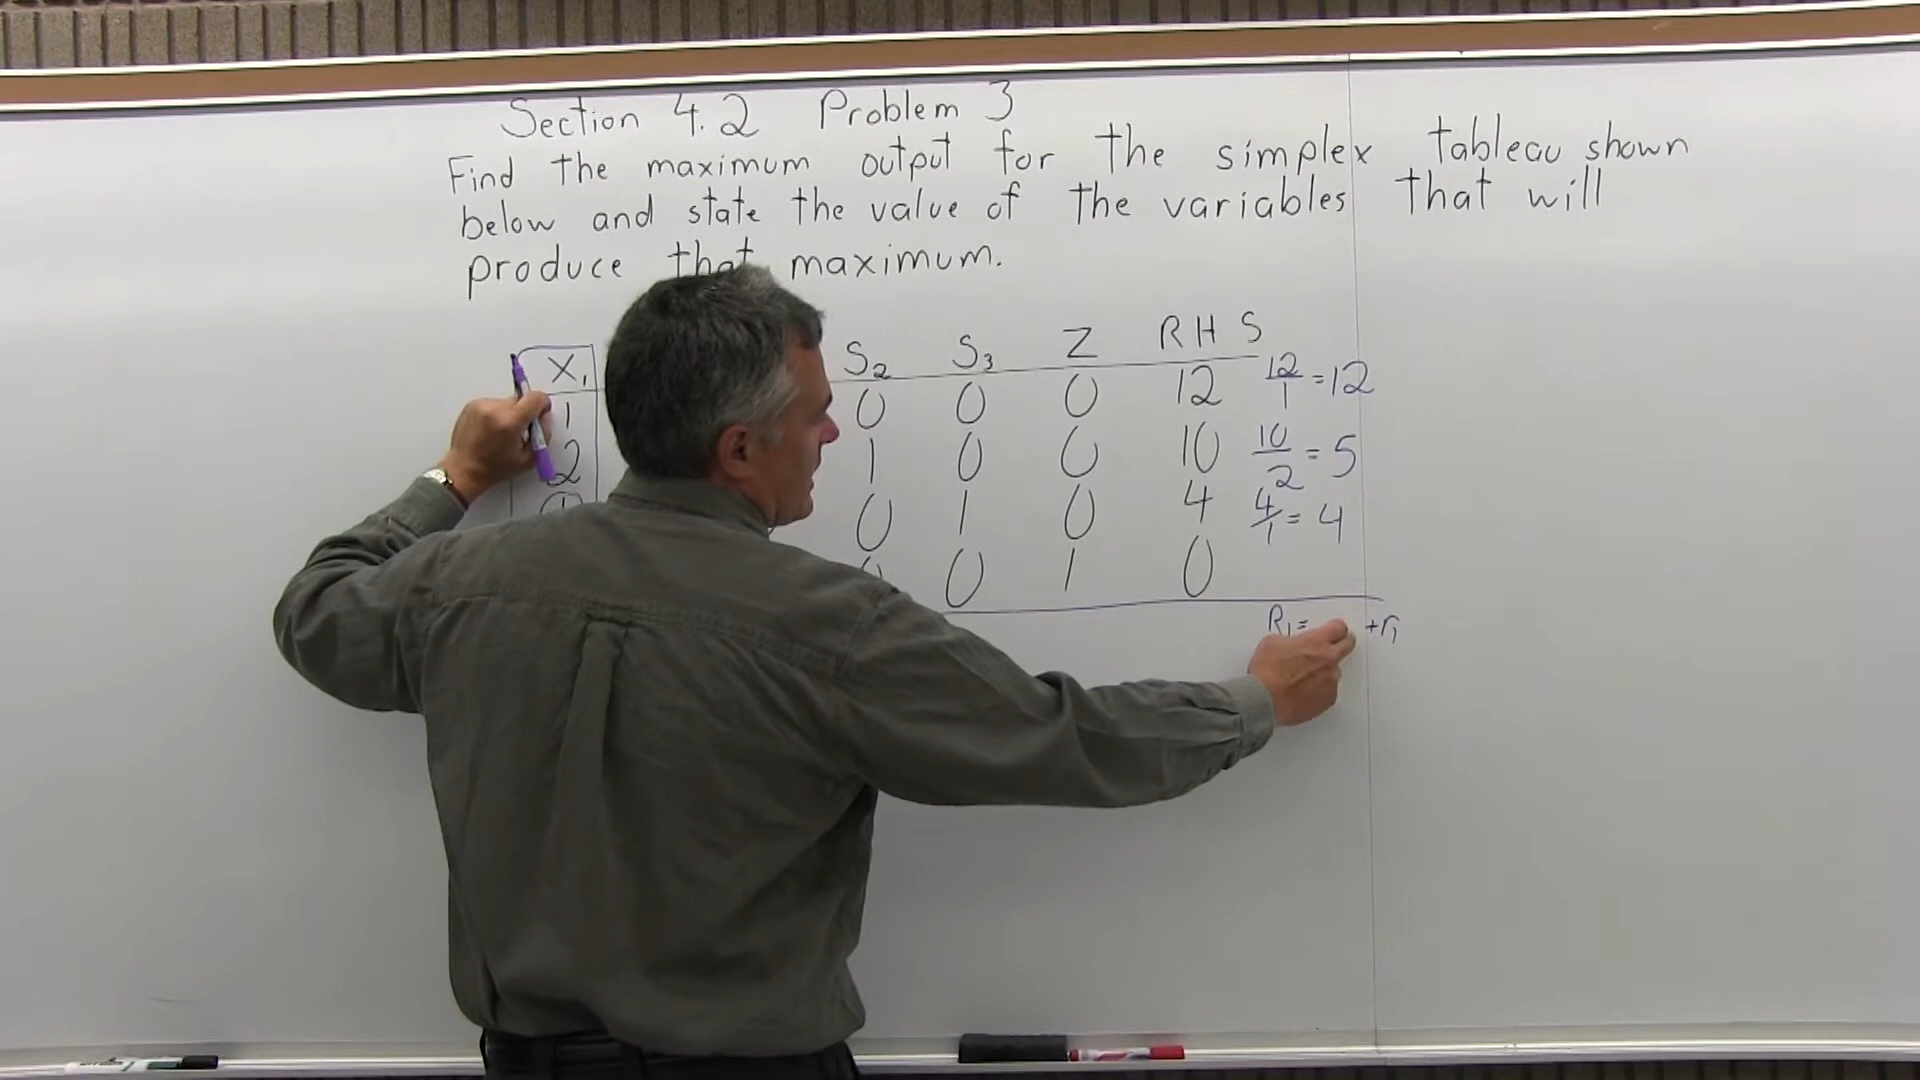 Section 4.2 Problem 3
Find the maximum output for the simplex tableau shown
below and state the value of the variables that will
produce that maximum.
X₁ S₂ S₃ Z RHS
1 0 0 0 12 12/1 = 12
2 1 0 0 10 10/2 = 5
0 1 0 4 4/1 = 4
0 0 1 0
R₁= +r₁